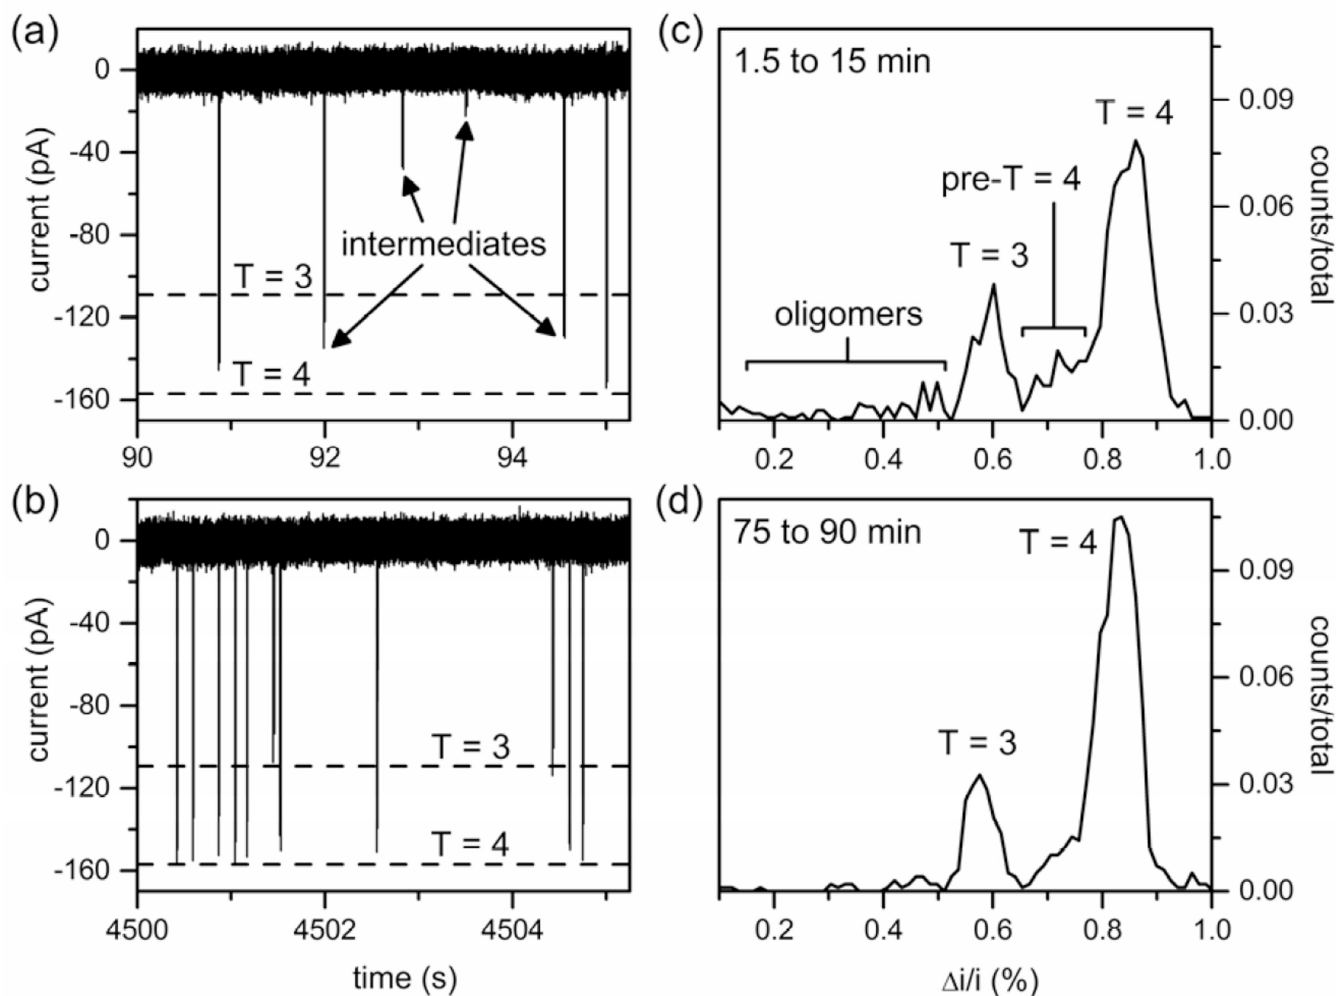 (a)
current (pA)
0
-40
-80
-120
-160
intermediates
T = 3
T = 4
90
92
94
(c)
1.5 to 15 min
T = 4
pre-T = 4
T = 3
oligomers
0.09
0.06
0.03
0.00
counts/total
0.2
0.4
0.6
0.8
1.0
(b)
current (pA)
0
-40
-80
-120
-160
T = 3
T = 4
4500
4502
4504
time (s)
(d)
75 to 90 min
T = 4
T = 3
0.09
0.06
0.03
0.00
counts/total
0.2
0.4
0.6
0.8
1.0
Δi/i (%)